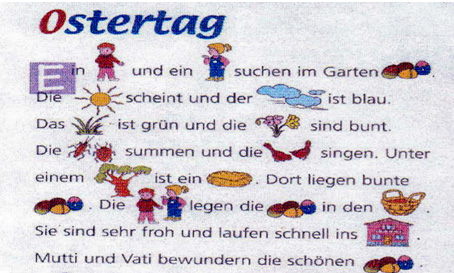 Ostertag
Ein und ein suchen im Garten .
Die scheint und der ist blau.
Das ist grün und die sind bunt.
Die summen und die singen. Unter
einem ist ein . Dort liegen bunte
. Die legen die in den .
Sie sind sehr froh und laufen schnell ins .
Mutti und Vati bewundern die schönen .